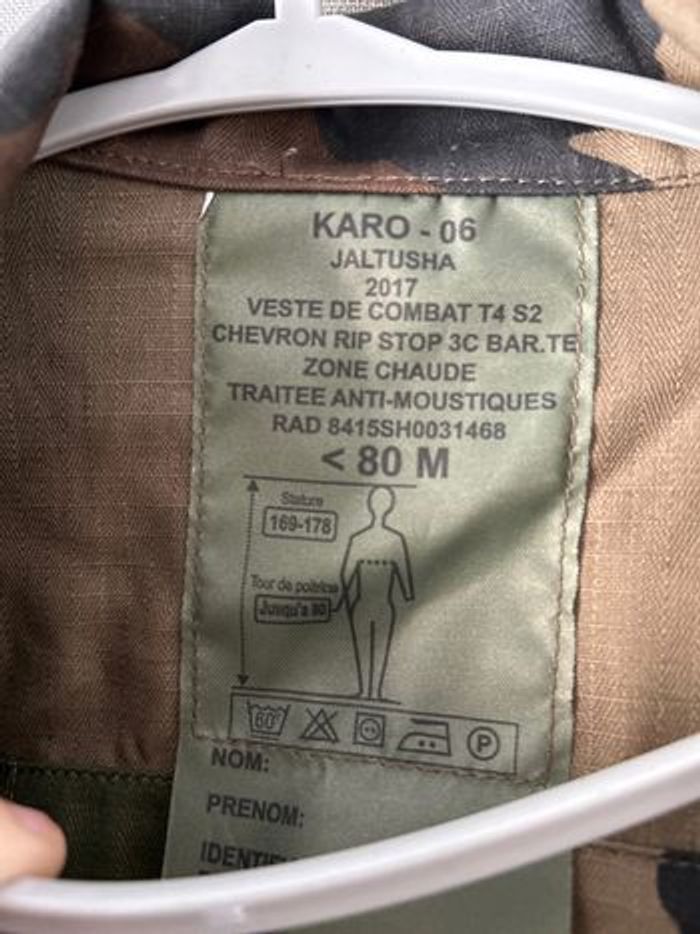 KARO - 06
JALTUSHA
2017
VESTE DE COMBAT T4 S2
CHEVRON RIP STOP 3C BAR.TE
ZONE CHAUDE
TRAITEE ANTI-MOUSTIQUES
RAD 8415SH0031468
< 80 M
Stature
169-178
Tour de poitrine
Jusqu'a 80
60°
P
NOM:
PRENOM: